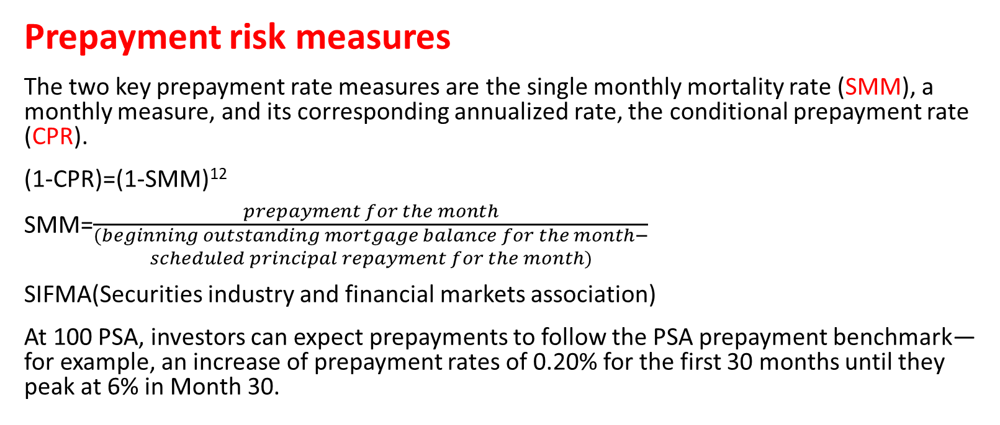 Prepayment risk measures
The two key prepayment rate measures are the single monthly mortality rate (SMM), a
monthly measure, and its corresponding annualized rate, the conditional prepayment rate
(CPR).
(1-CPR)=(1-SMM)¹²
prepayment for the month
SMM=
(beginning outstanding mortgage balance for the month−
scheduled principal repayment for the month)
SIFMA(Securities industry and financial markets association)
At 100 PSA, investors can expect prepayments to follow the PSA prepayment benchmark—
for example, an increase of prepayment rates of 0.20% for the first 30 months until they
peak at 6% in Month 30.